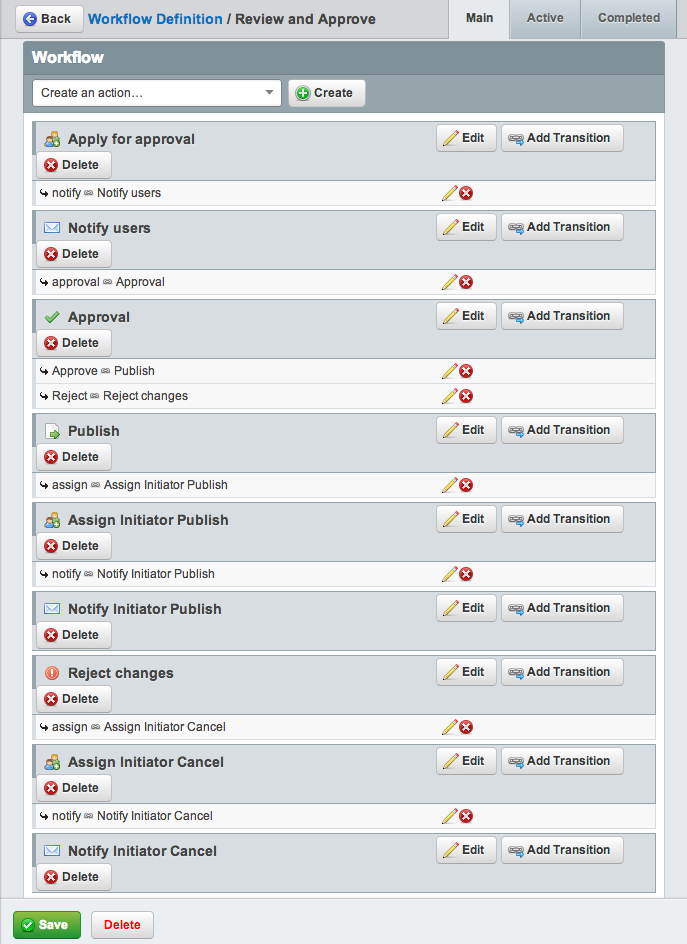 Back Workflow Definition / Review and Approve Main Active Completed
Workflow
Create an action... Create
Apply for approval Edit Add Transition
Delete
notify Notify users
Notify users Edit Add Transition
Delete
approval Approval
Approval Edit Add Transition
Delete
Approve Publish
Reject Reject changes
Publish Edit Add Transition
Delete
assign Assign Initiator Publish
Assign Initiator Publish Edit Add Transition
Delete
notify Notify Initiator Publish
Notify Initiator Publish Edit Add Transition
Delete
Reject changes Edit Add Transition
Delete
assign Assign Initiator Cancel
Assign Initiator Cancel Edit Add Transition
Delete
notify Notify Initiator Cancel
Notify Initiator Cancel Edit Add Transition
Delete
Save Delete